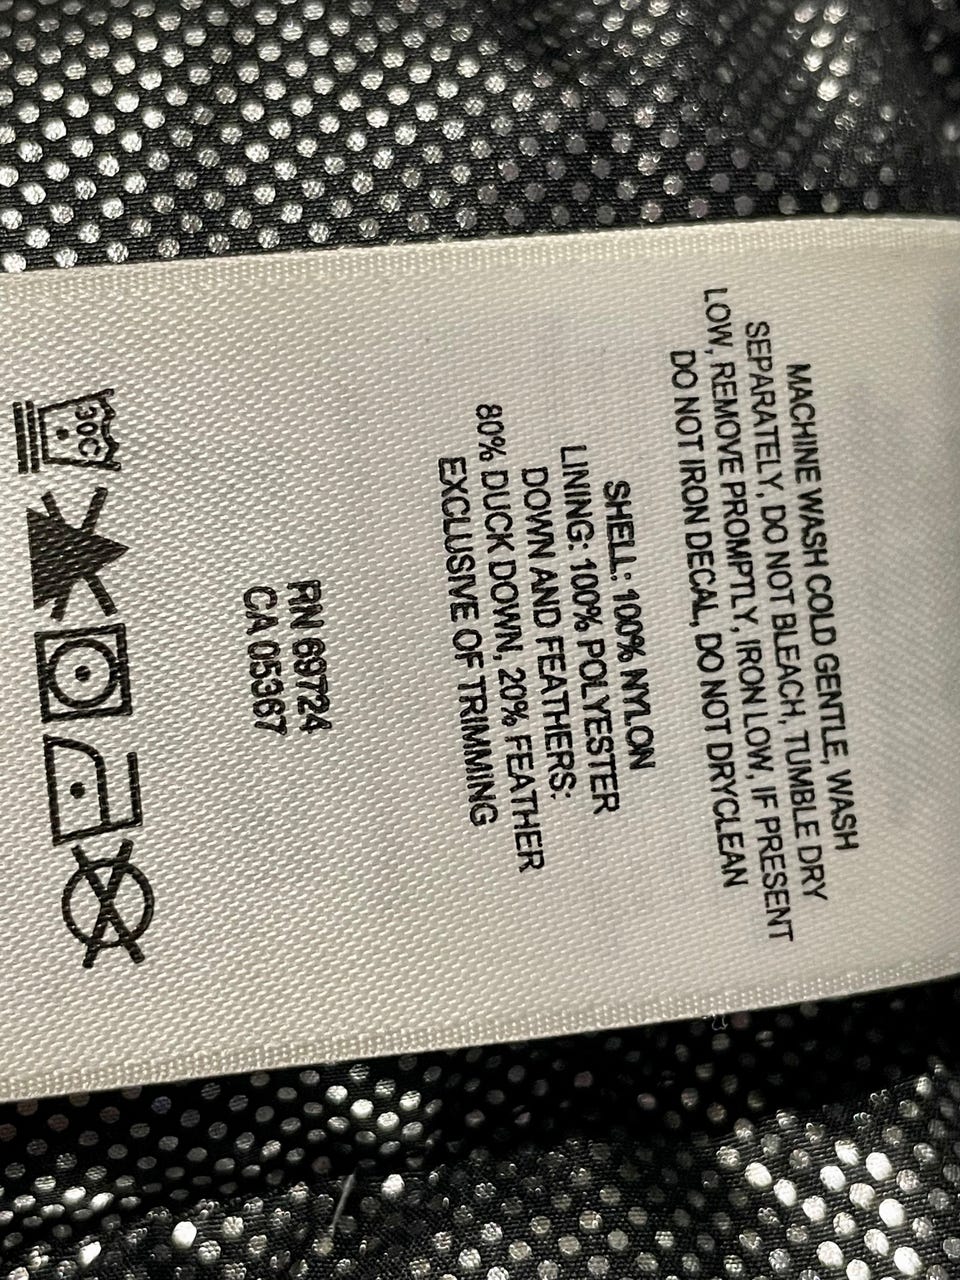 MACHINE WASH COLD GENTLE, WASH
SEPARATELY, DO NOT BLEACH, TUMBLE DRY
LOW, REMOVE PROMPTLY, IRON LOW, IF PRESENT
DO NOT IRON DECAL, DO NOT DRYCLEAN
SHELL: 100% NYLON
LINING: 100% POLYESTER
DOWN AND FEATHERS:
80% DUCK DOWN, 20% FEATHER
EXCLUSIVE OF TRIMMING
RN 69724
CA 05367
30C